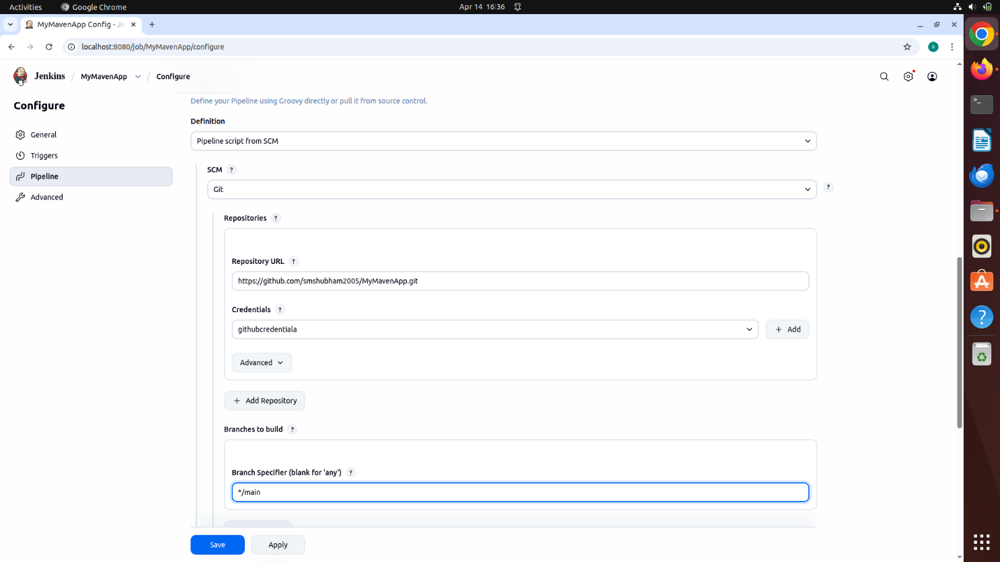 Activities
Google Chrome
Apr 14 16:36
MyMavenApp Config - Je
localhost:8080/job/MyMavenApp/configure
S
Jenkins / MyMavenApp / Configure
Configure
General
Triggers
Pipeline
Advanced
Define your Pipeline using Groovy directly or pull it from source control.
Definition
Pipeline script from SCM
SCM ?
Git
?
Repositories ?
Repository URL ?
https://github.com/smshubham2005/MyMavenApp.git
Credentials ?
githubcredentiala
+ Add
Advanced
+ Add Repository
Branches to build ?
Branch Specifier (blank for 'any') ?
*/main
Save
Apply